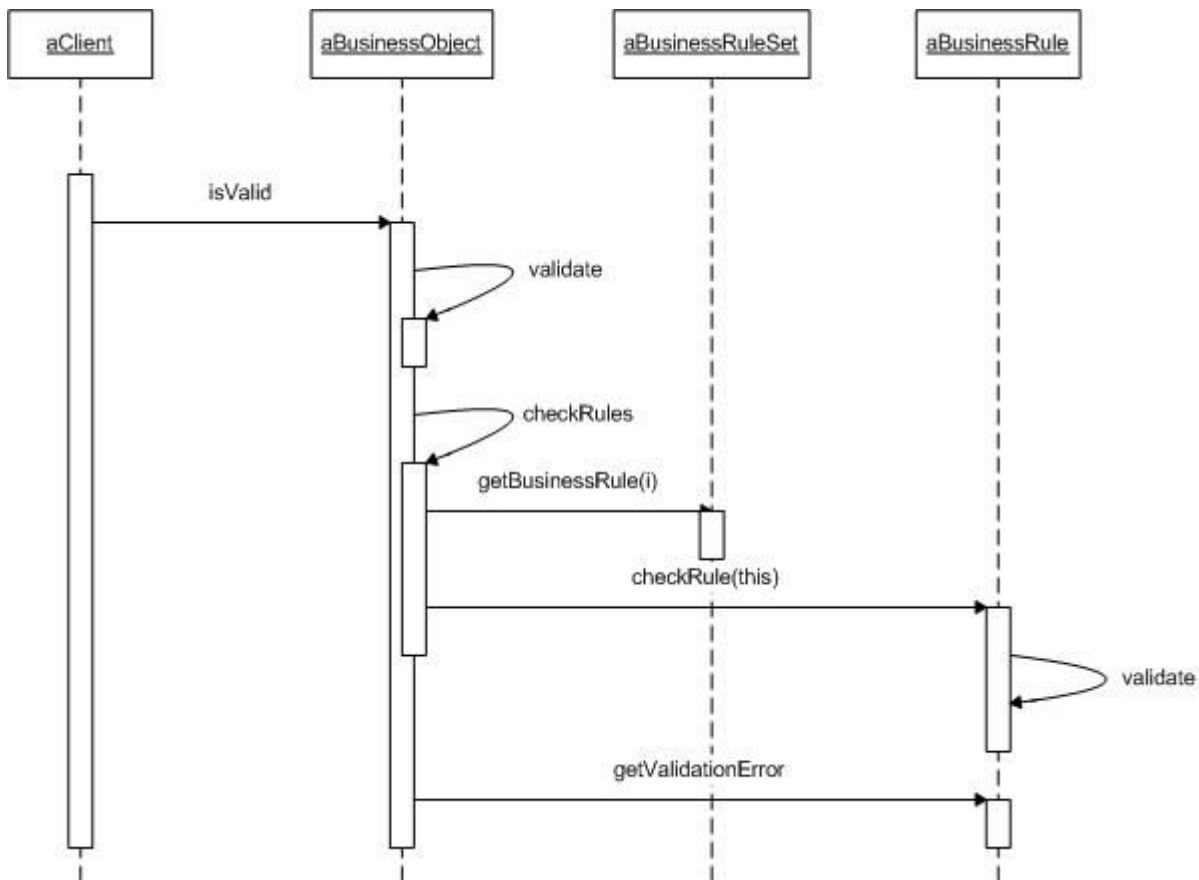 aClient
aBusinessObject
aBusinessRuleSet
aBusinessRule
isValid
validate
checkRules
getBusinessRule(i)
checkRule(this)
validate
getValidationError